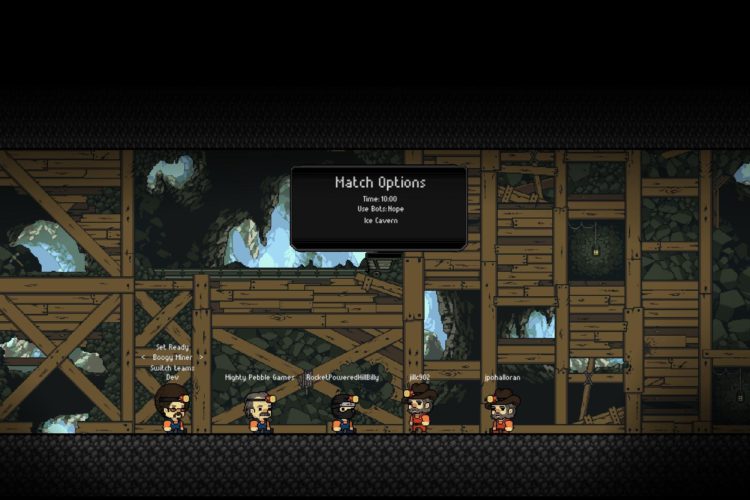 Match Options
Time:10:00
Use Bots:Nope
Ice Cavern
Set Ready
< Boogy Miner >
Switch teams
Dev
Mighty Pebble Games
RocketPoweredHillBilly
jillc902
jpohalloran